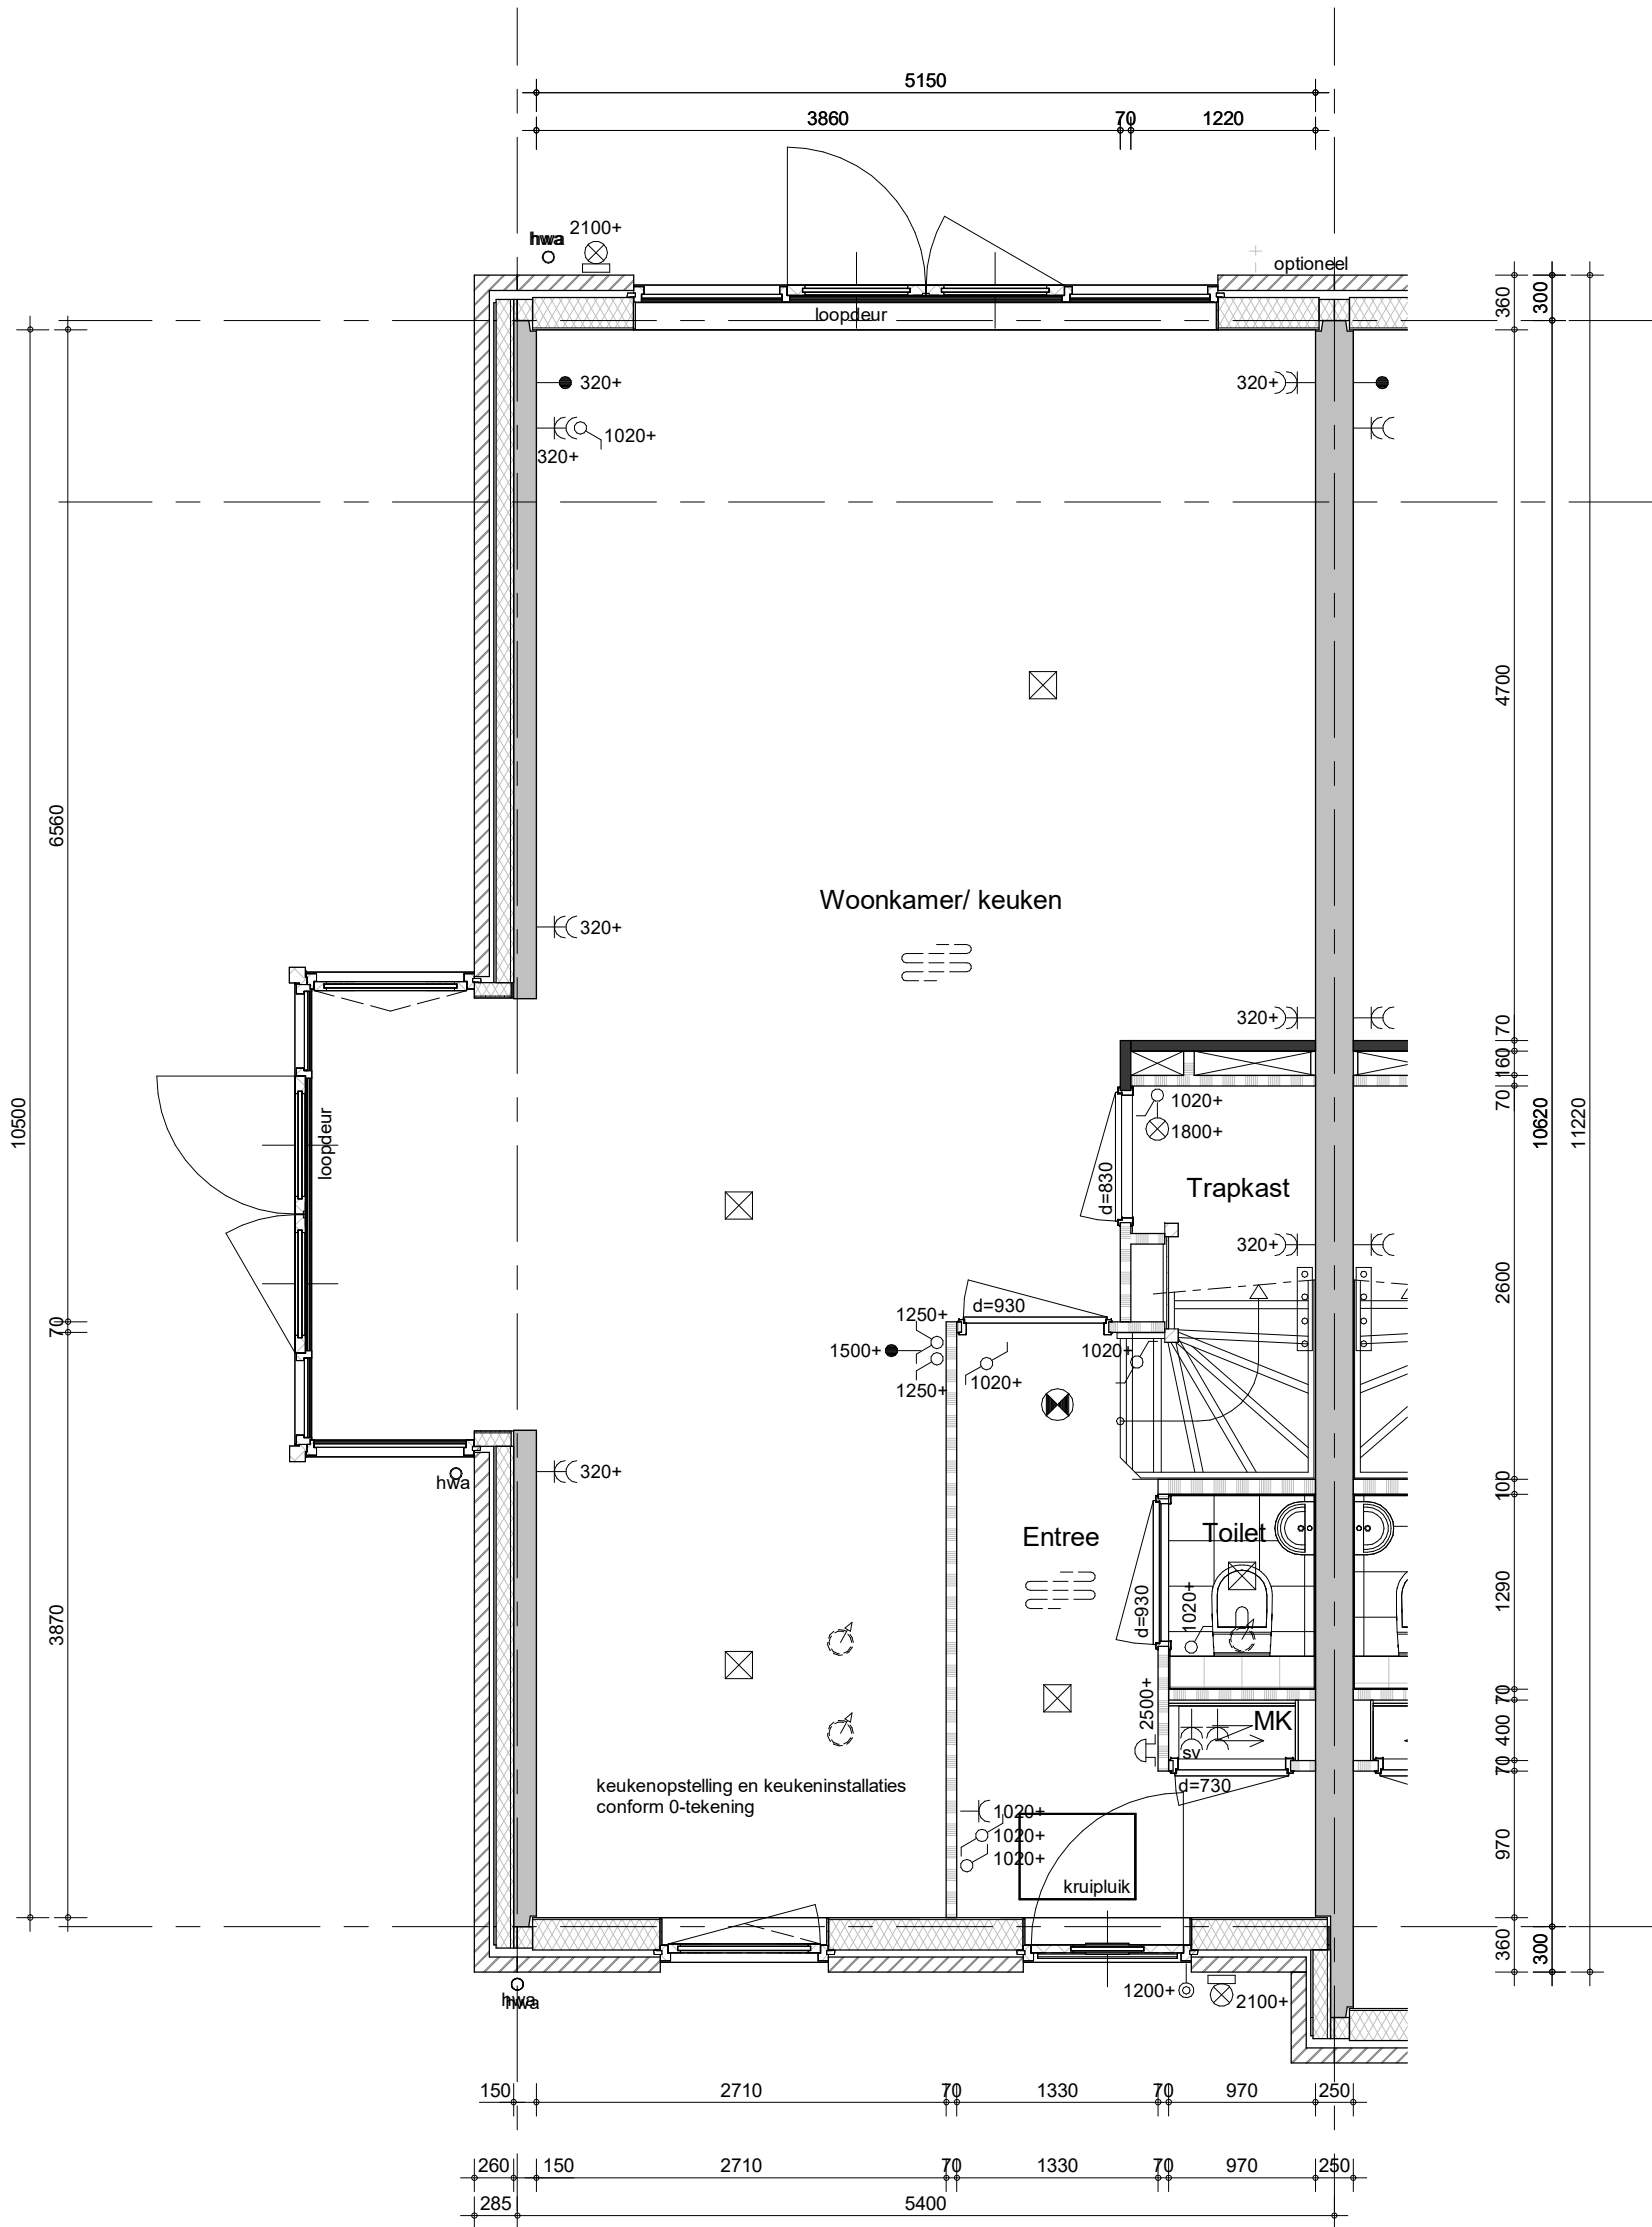 5150
3860 70 1220
hwa 2100+
optioneel
loopdeur
360 300
320+ 320+
1020+
320+
4700
6560
Woonkamer/ keuken
320+
320+ 70
160
70
1020+
1800+
10500 10620 11220
loopdeur
d=830
Trapkast
320+
2600
d=930
1250+
70
1500+ 1020+
1250+ 1020+
320+
hwa
100
Entree Toilet
1290
d=930 1020+
3870
2500+
70
MK
400
sv
70
d=730
keukenopstelling en keukeninstallaties
conform 0-tekening
1020+
1020+
1020+
970
kruipluik
360 300
1200+ 2100+
hwa
hwa
150 2710 70 1330 70 970 250
260 150 2710 70 1330 70 970 250
285 5400